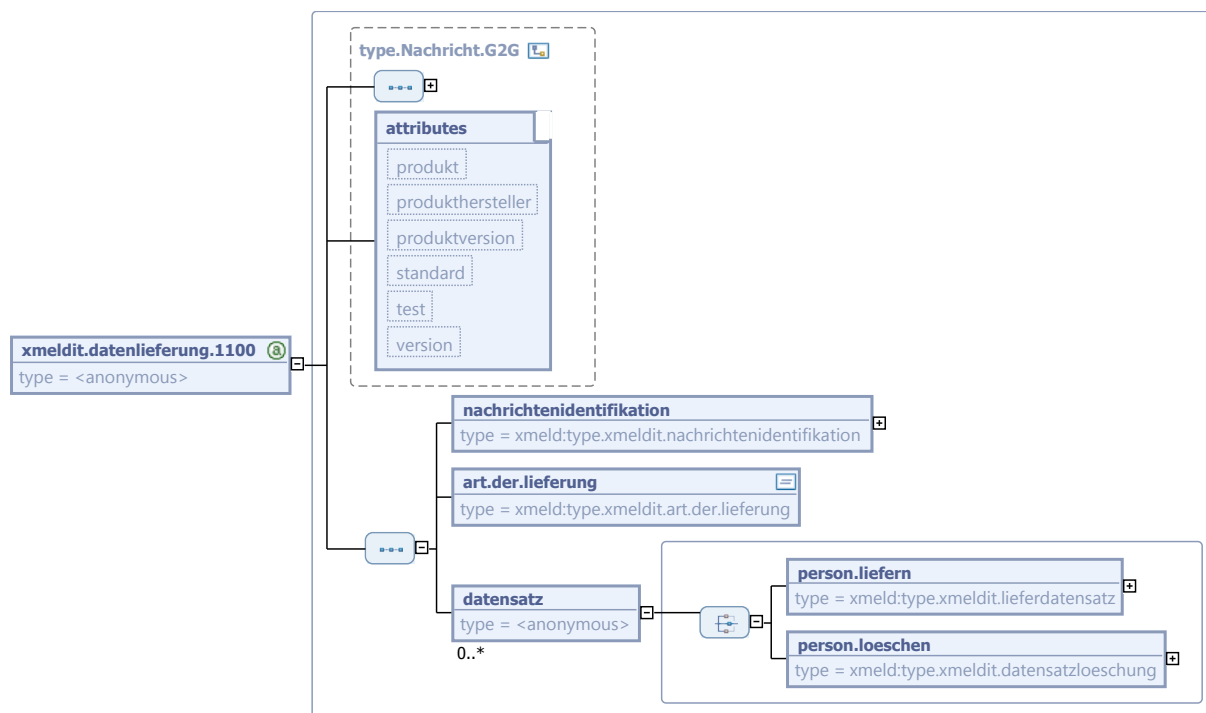 type.Nachricht.G2G
attributes
produkt
produkthersteller
produktversion
standard
test
version
xmeldit.datenlieferung.1100 a
type = <anonymous>
nachrichtenidentifikation
type = xmeld:type.xmeldit.nachrichtenidentifikation
art.der.lieferung
type = xmeld:type.xmeldit.art.der.lieferung
datensatz
type = <anonymous>
0..*
person.liefern
type = xmeld:type.xmeldit.lieferdatensatz
person.loeschen
type = xmeld:type.xmeldit.datensatzloeschung